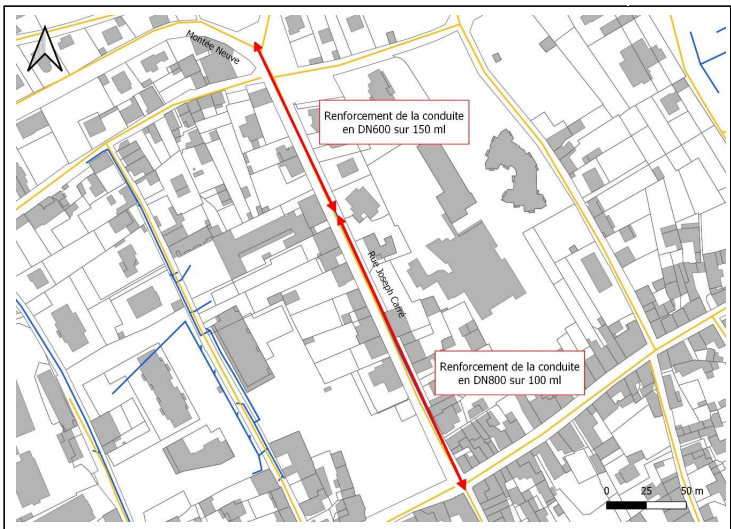 Montée Neuve
Renforcement de la conduite
en DN600 sur 150 ml
Rue Joseph Carré
Renforcement de la conduite
en DN800 sur 100 ml
0 25 50 m